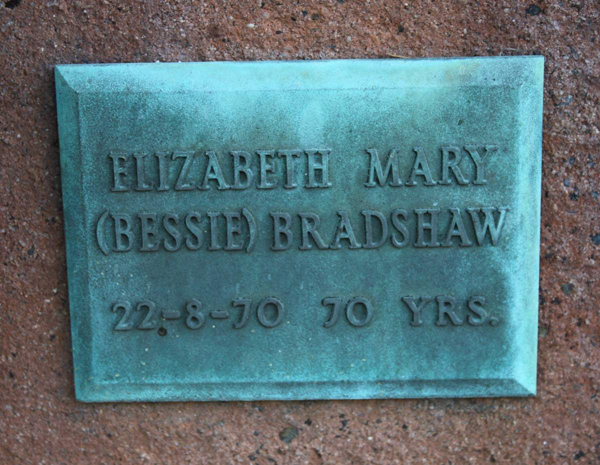 ELIZABETH MARY
(BESSIE) BRADSHAW
22-8-70 70 YRS.